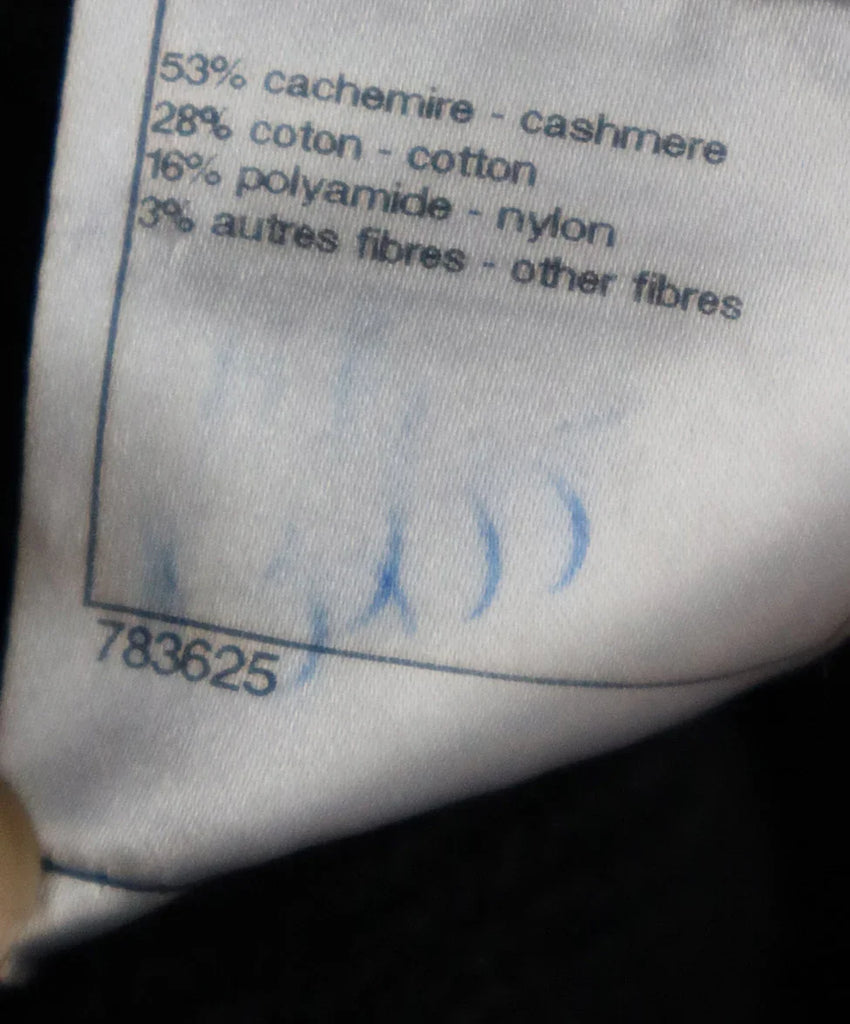 53% cachemire - cashmere
28% coton - cotton
16% polyamide - nylon
3% autres fibres - other fibres
783625